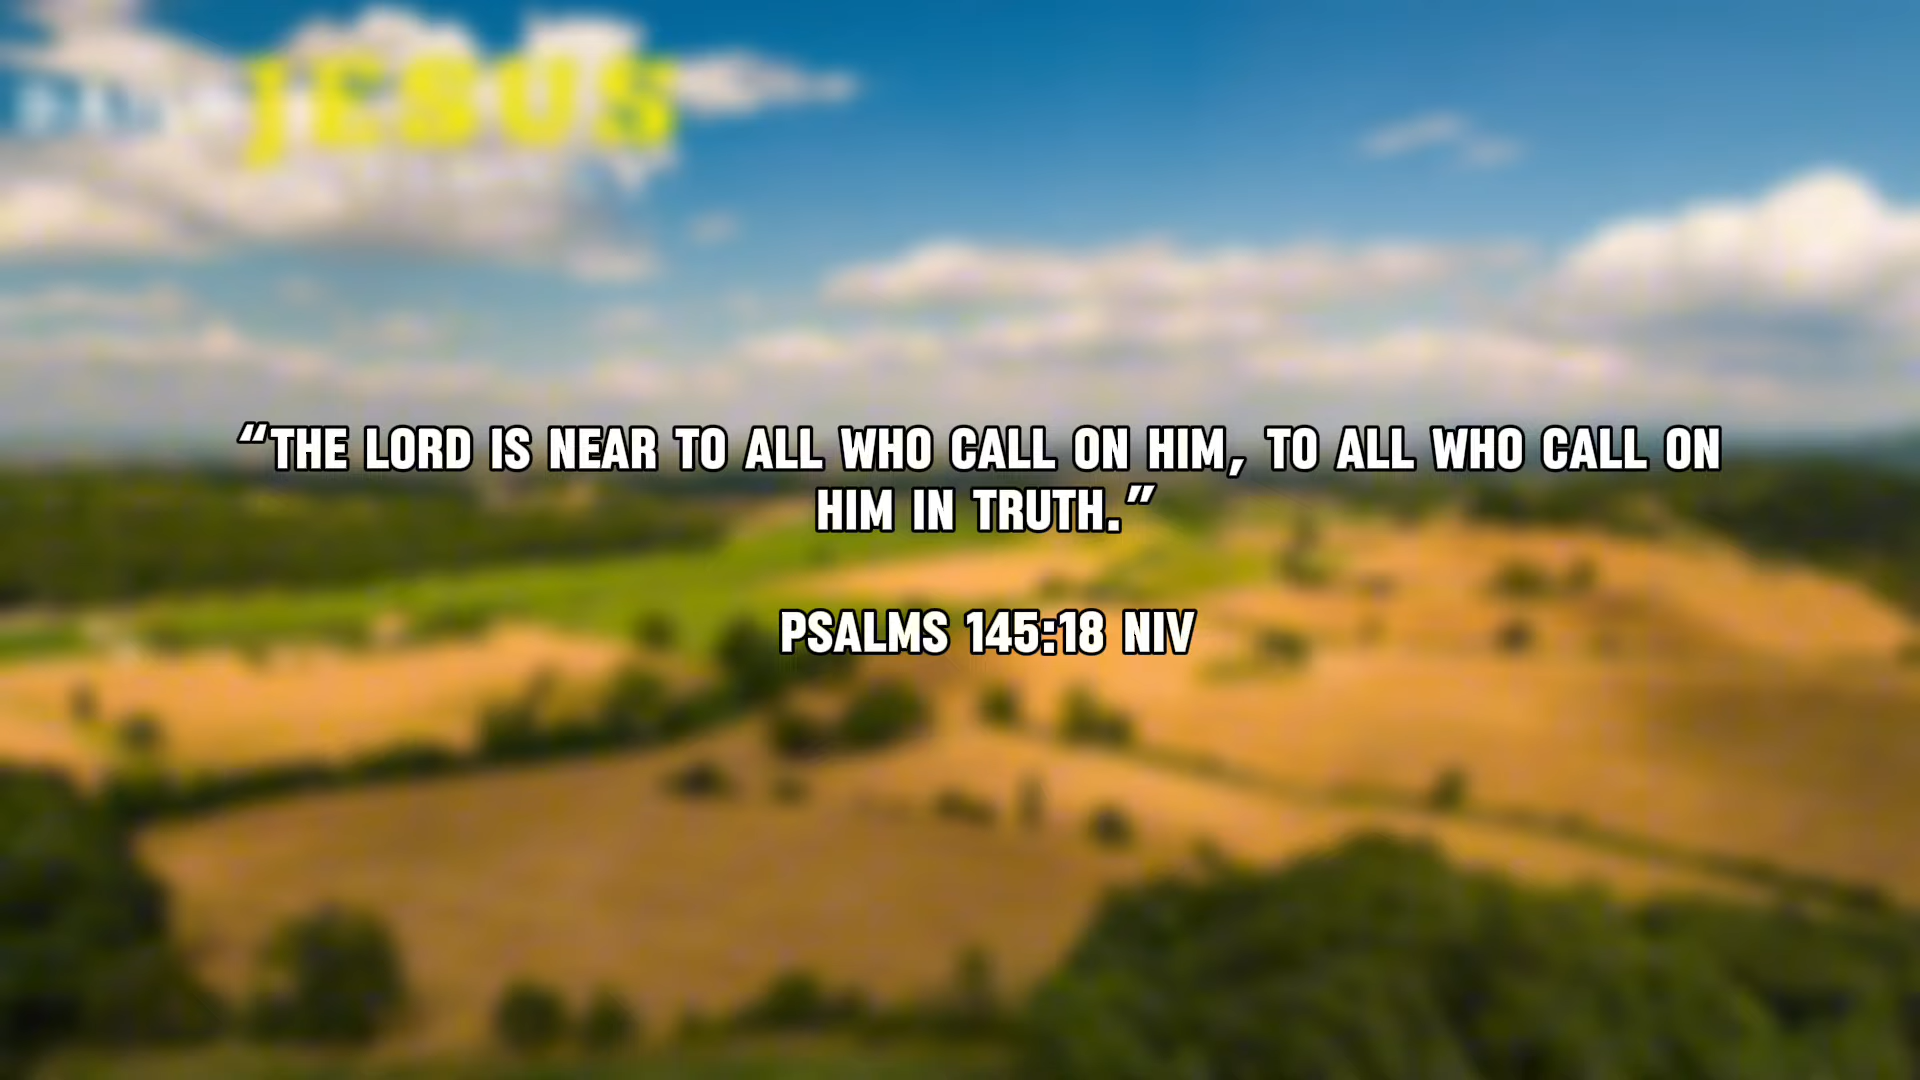 JESUS
“THE LORD IS NEAR TO ALL WHO CALL ON HIM, TO ALL WHO CALL ON
HIM IN TRUTH.”
PSALMS 145:18 NIV